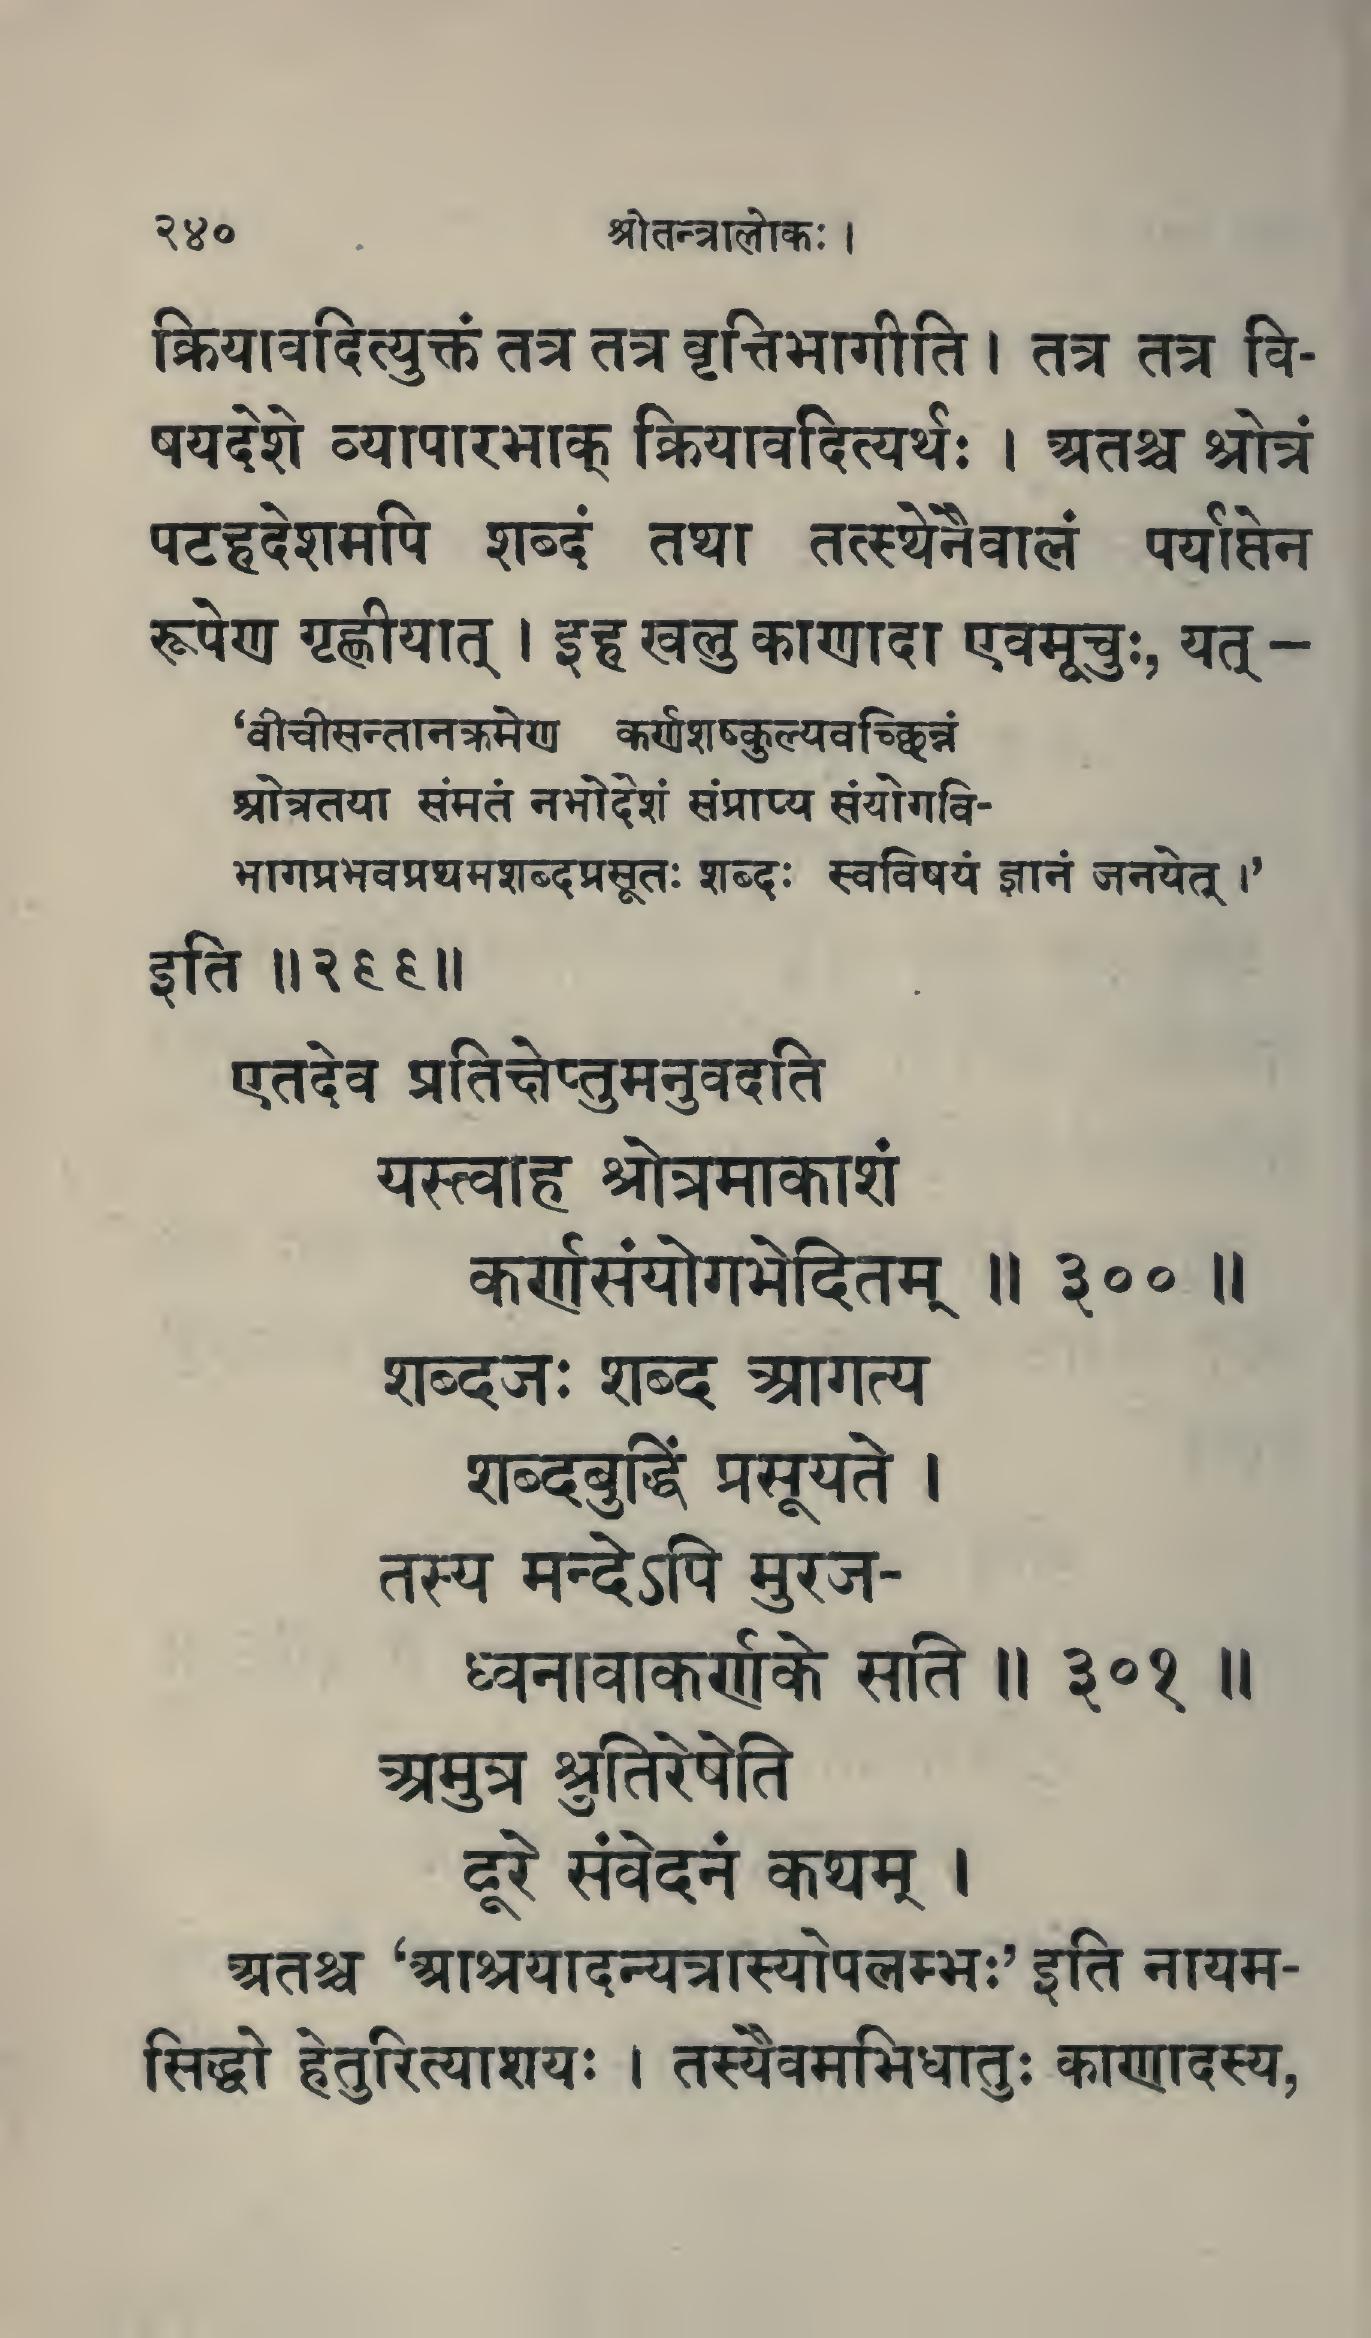 २४० श्रीतन्त्रालोकः ।
क्रियावदित्युक्तं तत्र तत्र वृत्तिभागीति । तत्र तत्र वि-
षयदेशे व्यापारभाक् क्रियावदित्यर्थः । अतश्च श्रोत्रं
पटहदेशमपि शब्दं तथा तत्स्थेनैवालं पर्याप्तेन
रूपेण गृह्णीयात् । इह खलु काणादा एवमूचुः, यत् –
‘वीचीसन्तानक्रमेण कर्णशष्कुल्यवच्छिन्नं
श्रोत्रतया संमतं नभोदेशं संप्राप्य संयोगवि-
भागप्रभवप्रथमशब्दप्रसूतः शब्दः स्वविषयं ज्ञानं जनयेत् ।’
इति ॥२९९॥
एतदेव प्रतिक्षेप्तुमनुवदति
यस्त्वाह श्रोत्रमाकाशं
कर्णसंयोगभेदितम् ॥ ३०० ॥
शब्दजः शब्द आगत्य
शब्दबुद्धिं प्रसूयते ।
तस्य मन्देऽपि मुरज-
ध्वनावाकर्णके सति ॥ ३०१ ॥
अमुत्र श्रुतिरेषेति
दूरे संवेदनं कथम् ।
अतश्च ‘आश्रयादन्यत्रास्योपलम्भः’ इति नायम-
सिद्धो हेतुरित्याशयः । तस्यैवमभिधातुः काणादस्य,